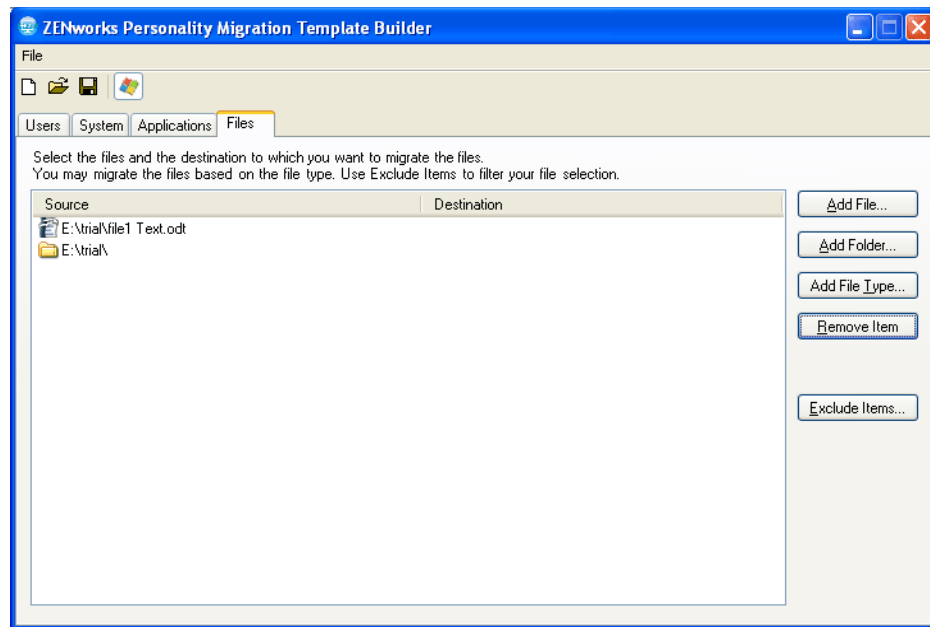 ZENworks Personality Migration Template Builder
File
Users System Applications Files
Select the files and the destination to which you want to migrate the files.
You may migrate the files based on the file type. Use Exclude Items to filter your file selection.
Source Destination
E:\trial\file1 Text.odt
E:\trial\
Add File...
Add Folder...
Add File Type...
Remove Item
Exclude Items...